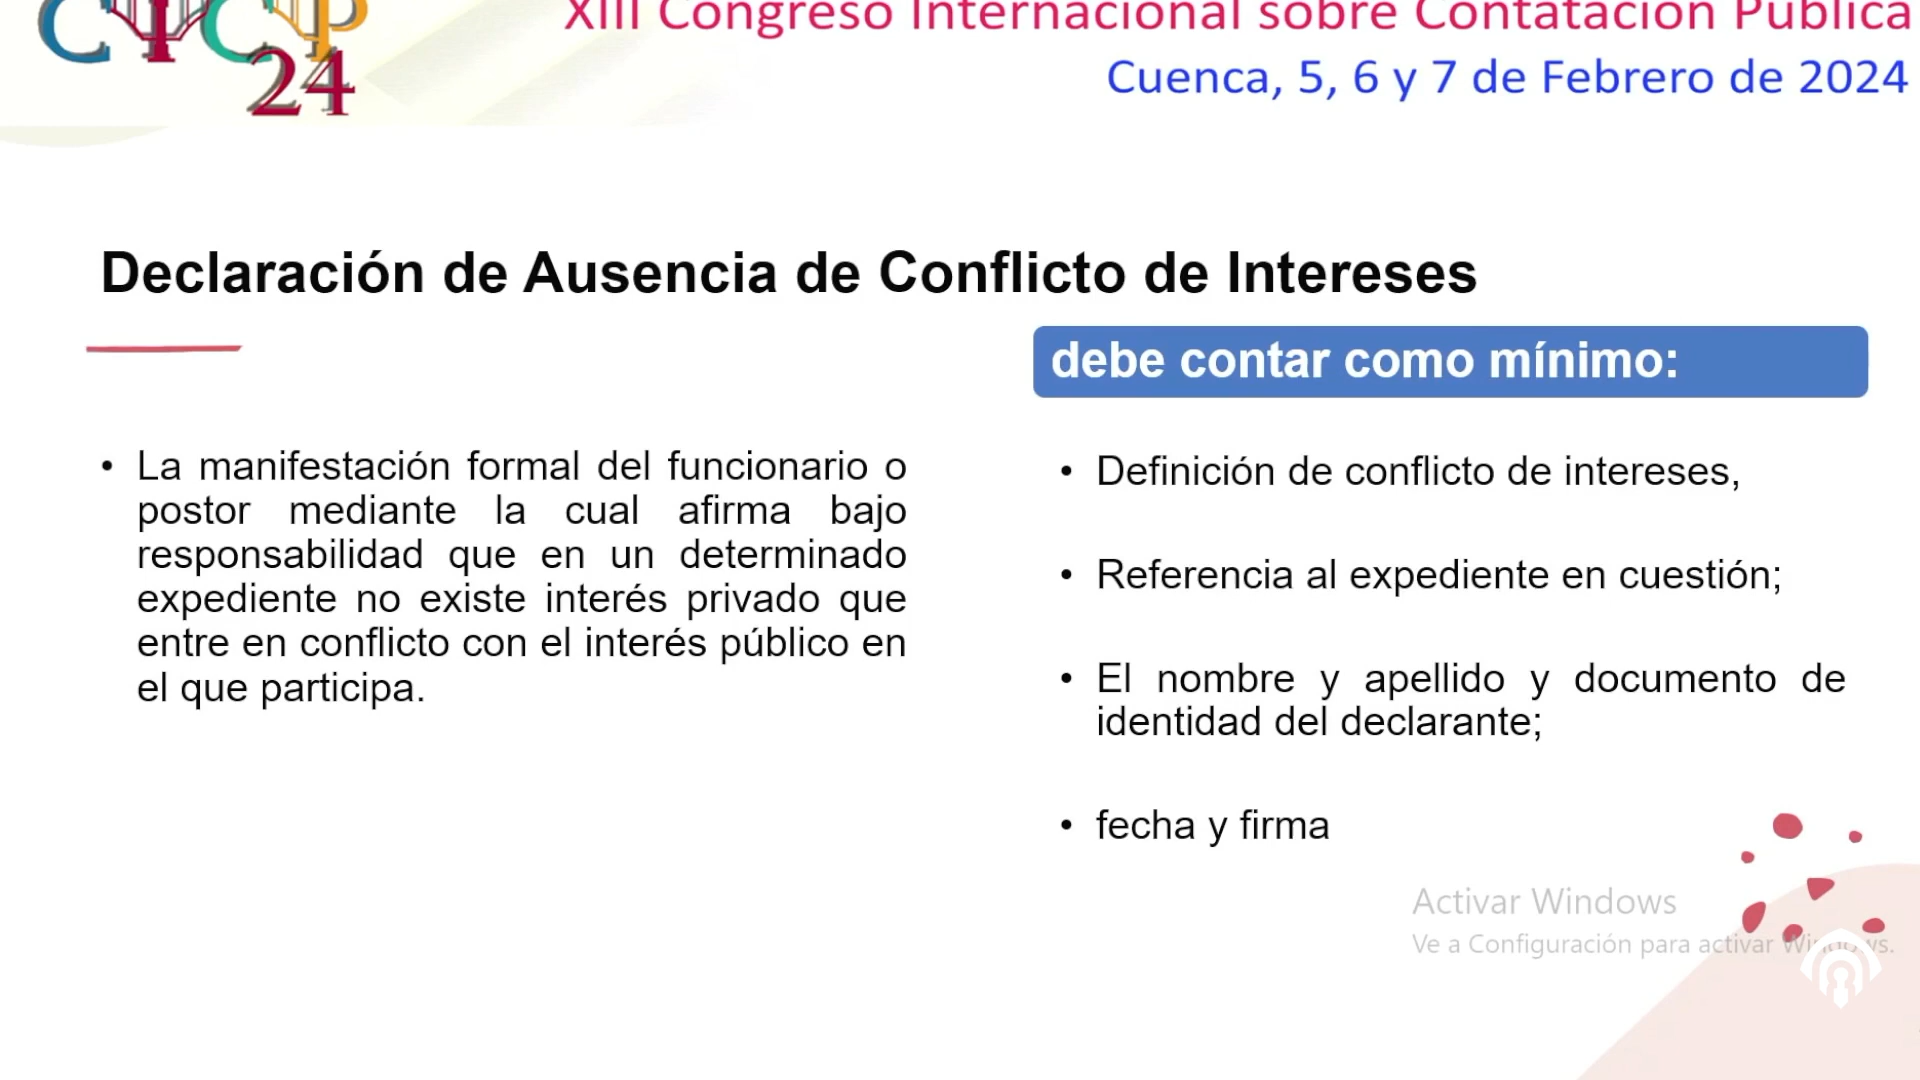 CICP
24
XIII Congreso Internacional sobre Contatación Pública
Cuenca, 5, 6 y 7 de Febrero de 2024
Declaración de Ausencia de Conflicto de Intereses
• La manifestación formal del funcionario o
postor mediante la cual afirma bajo
responsabilidad que en un determinado
expediente no existe interés privado que
entre en conflicto con el interés público en
el que participa.
debe contar como mínimo:
• Definición de conflicto de intereses,
• Referencia al expediente en cuestión;
• El nombre y apellido y documento de
identidad del declarante;
• fecha y firma
Activar Windows
Ve a Configuración para activar Windows.